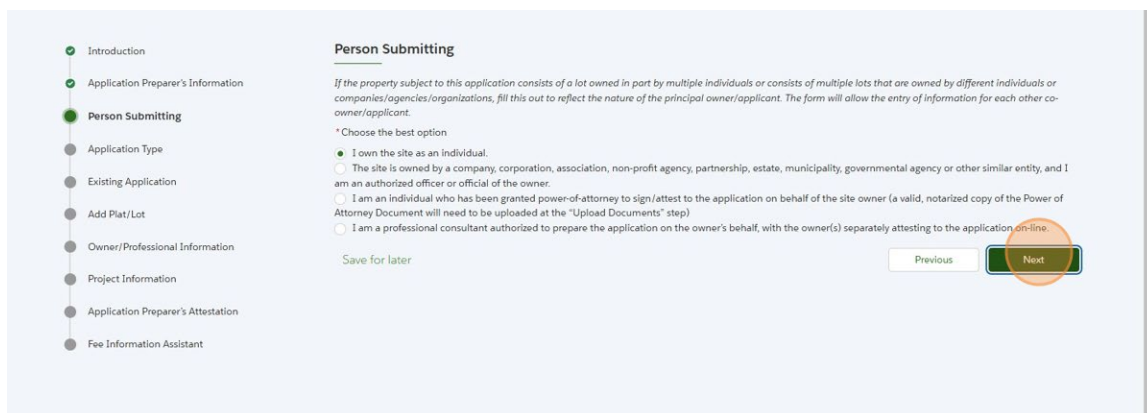 Introduction
Application Preparer's Information
Person Submitting
Application Type
Existing Application
Add Plat/Lot
Owner/Professional Information
Project Information
Application Preparer's Attestation
Fee Information Assistant
Person Submitting
If the property subject to this application consists of a lot owned in part by multiple individuals or consists of multiple lots that are owned by different individuals or
companies/agencies/organizations, fill this out to reflect the nature of the principal owner/applicant. The form will allow the entry of information for each other co-
owner/applicant.
*Choose the best option
I own the site as an individual.
The site is owned by a company, corporation, association, non-profit agency, partnership, estate, municipality, governmental agency or other similar entity, and I
am an authorized officer or official of the owner.
I am an individual who has been granted power-of-attorney to sign/attest to the application on behalf of the site owner (a valid, notarized copy of the Power of
Attorney Document will need to be uploaded at the "Upload Documents" step)
I am a professional consultant authorized to prepare the application on the owner's behalf, with the owner(s) separately attesting to the application on-line.
Save for later
Previous
Next